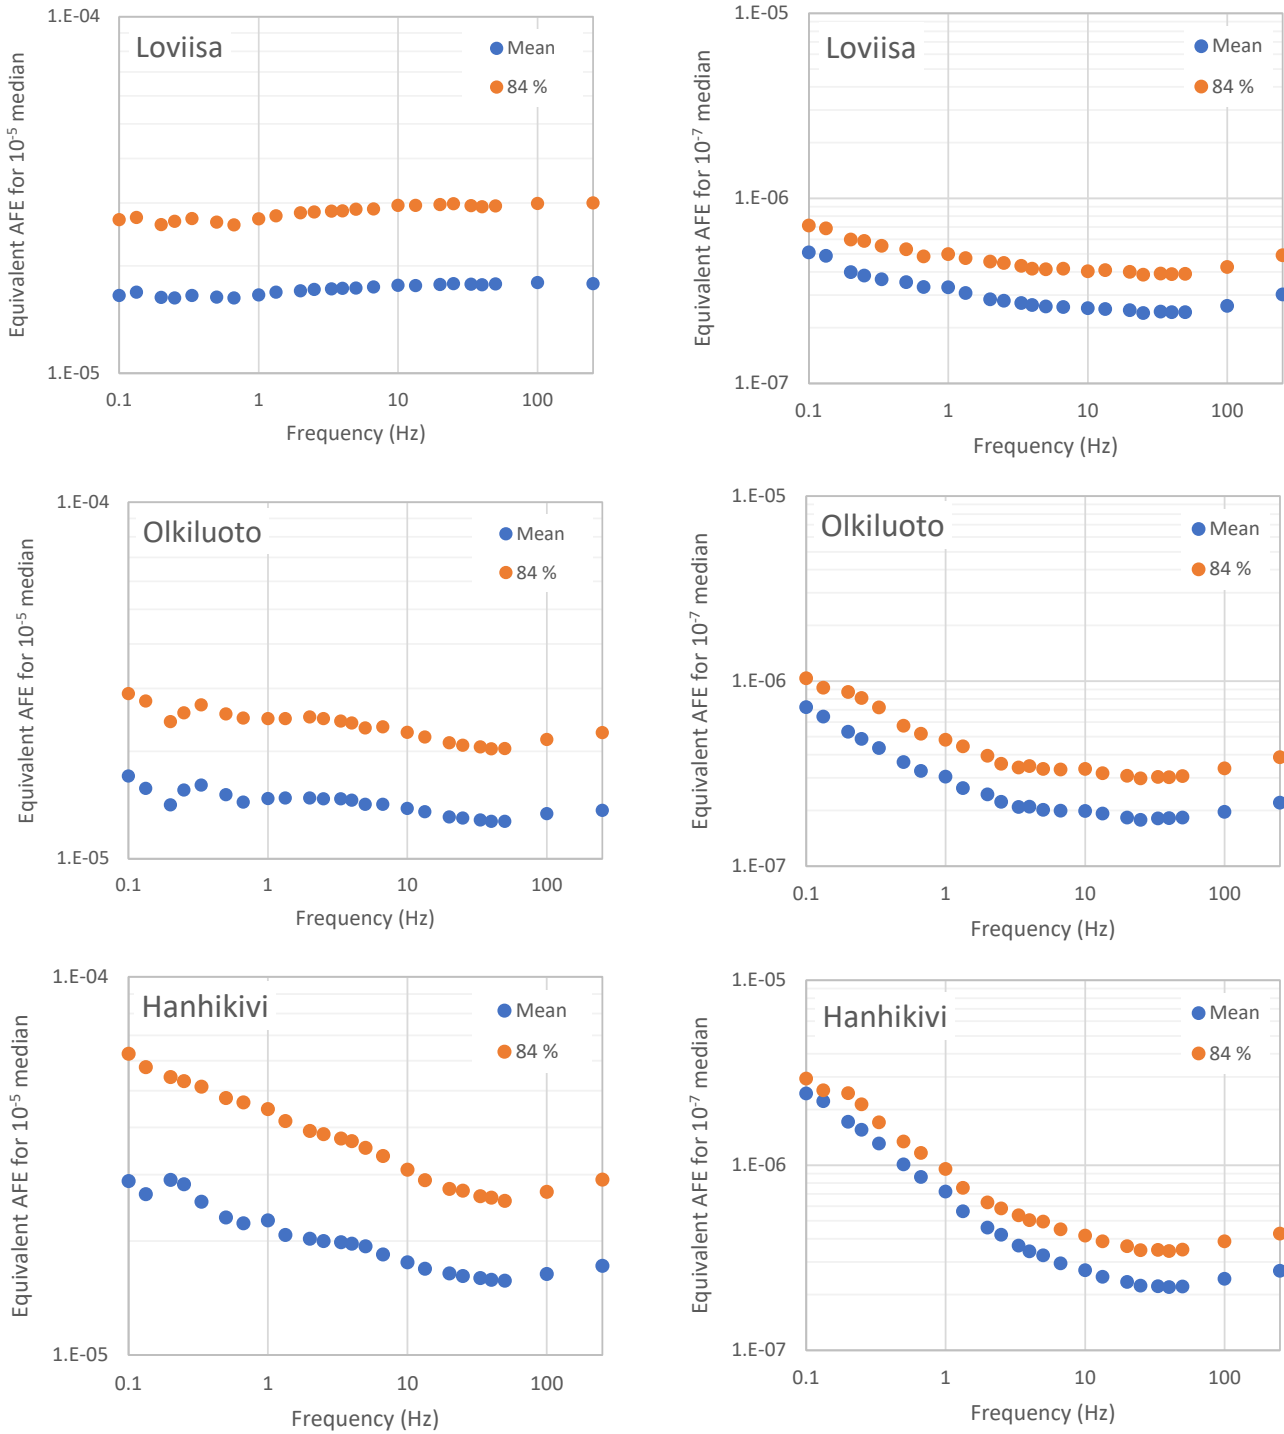 Equivalent AFE for 10-5 median
1.E-04
1.E-05
Loviisa
Mean
84 %
0.1
1
10
100
Frequency (Hz)
Equivalent AFE for 10-7 median
1.E-05
1.E-06
1.E-07
Loviisa
Mean
84 %
0.1
1
10
100
Frequency (Hz)
Equivalent AFE for 10-5 median
1.E-04
1.E-05
Olkiluoto
Mean
84 %
0.1
1
10
100
Frequency (Hz)
Equivalent AFE for 10-7 median
1.E-05
1.E-06
1.E-07
Olkiluoto
Mean
84 %
0.1
1
10
100
Frequency (Hz)
Equivalent AFE for 10-5 median
1.E-04
1.E-05
Hanhikivi
Mean
84 %
0.1
1
10
100
Frequency (Hz)
Equivalent AFE for 10-7 median
1.E-05
1.E-06
1.E-07
Hanhikivi
Mean
84 %
0.1
1
10
100
Frequency (Hz)